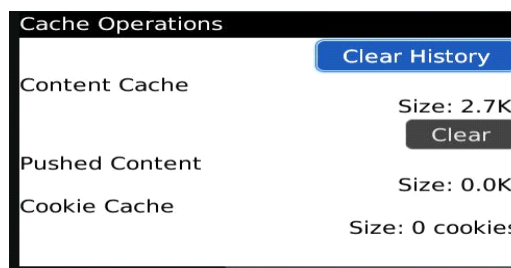 Cache Operations
Clear History
Content Cache
Size: 2.7K
Clear
Pushed Content
Size: 0.0K
Cookie Cache
Size: 0 cookies